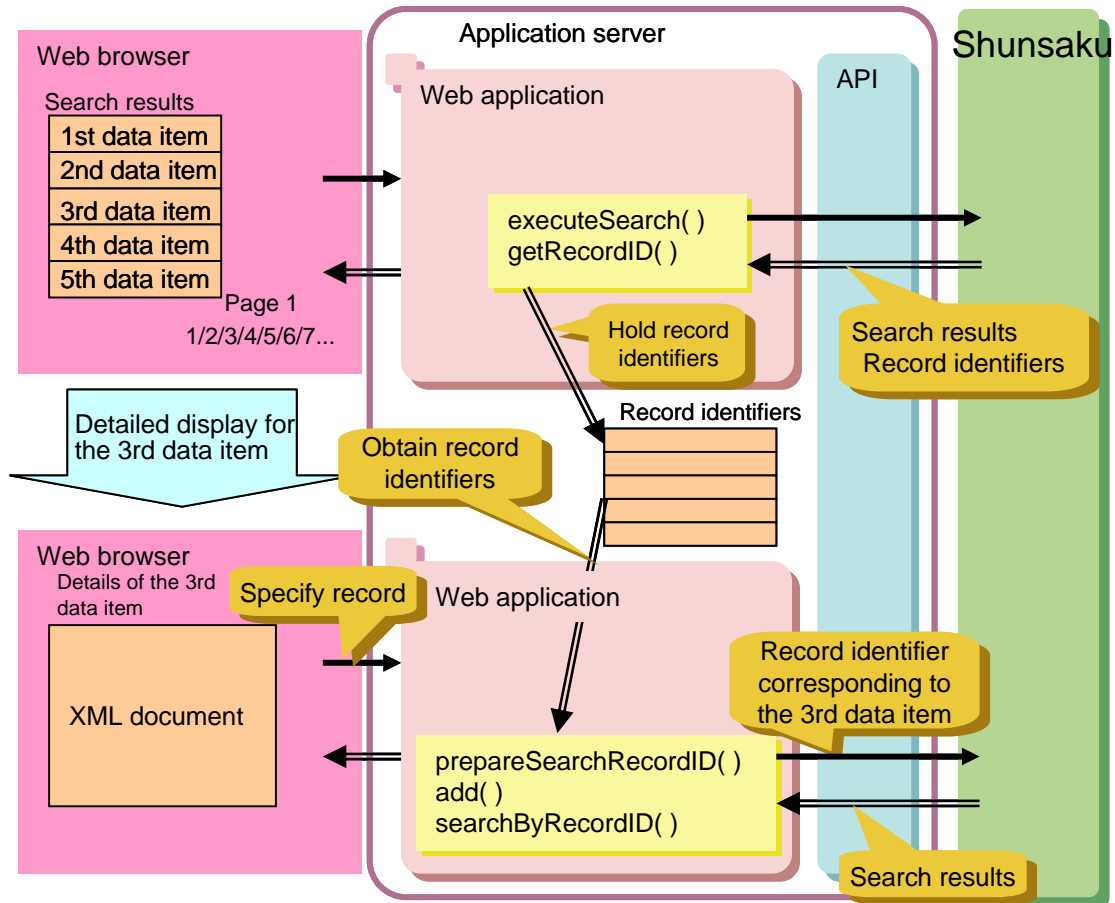 Application server
Shunsaku
Web browser
Search results
1st data item
2nd data item
3rd data item
4th data item
5th data item
Page 1
1/2/3/4/5/6/7...
Web application
API
executeSearch( )
getRecordID( )
Hold record
identifiers
Search results
Record identifiers
Detailed display for
the 3rd data item
Record identifiers
Obtain record
identifiers
Web browser
Details of the 3rd
data item
XML document
Specify record
Web application
Record identifier
corresponding to
the 3rd data item
prepareSearchRecordID( )
add( )
searchByRecordID( )
Search results